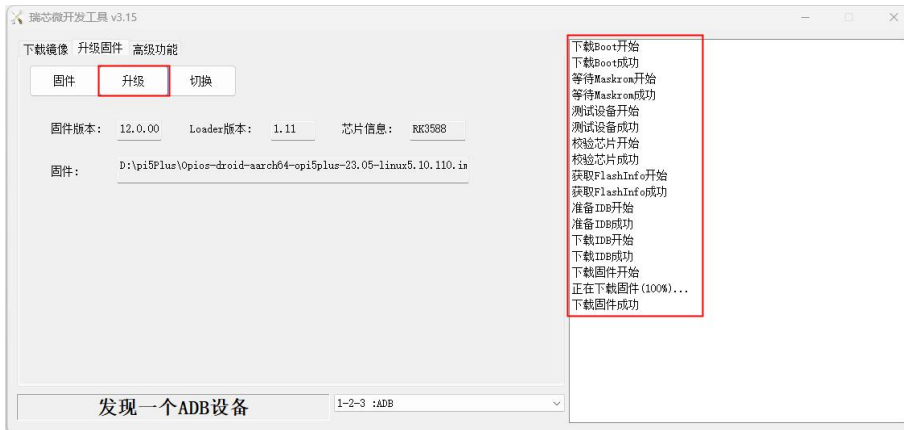 瑞芯微开发工具 v3.15
下载镜像 升级固件 高级功能
固件 升级 切换
固件版本: 12.0.00 Loader版本: 1.11 芯片信息: RK3588
固件: D:\pi5Plus\Opios-droid-aarch64-opi5plus-23.05-linux5.10.110.im
下载Boot开始
下载Boot成功
等待Maskrom开始
等待Maskrom成功
测试设备开始
测试设备成功
校验芯片开始
校验芯片成功
获取FlashInfo开始
获取FlashInfo成功
准备IDB开始
准备IDB成功
下载IDB开始
下载IDB成功
下载固件开始
正在下载固件(100%)...
下载固件成功
发现一个ADB设备
1-2-3 :ADB